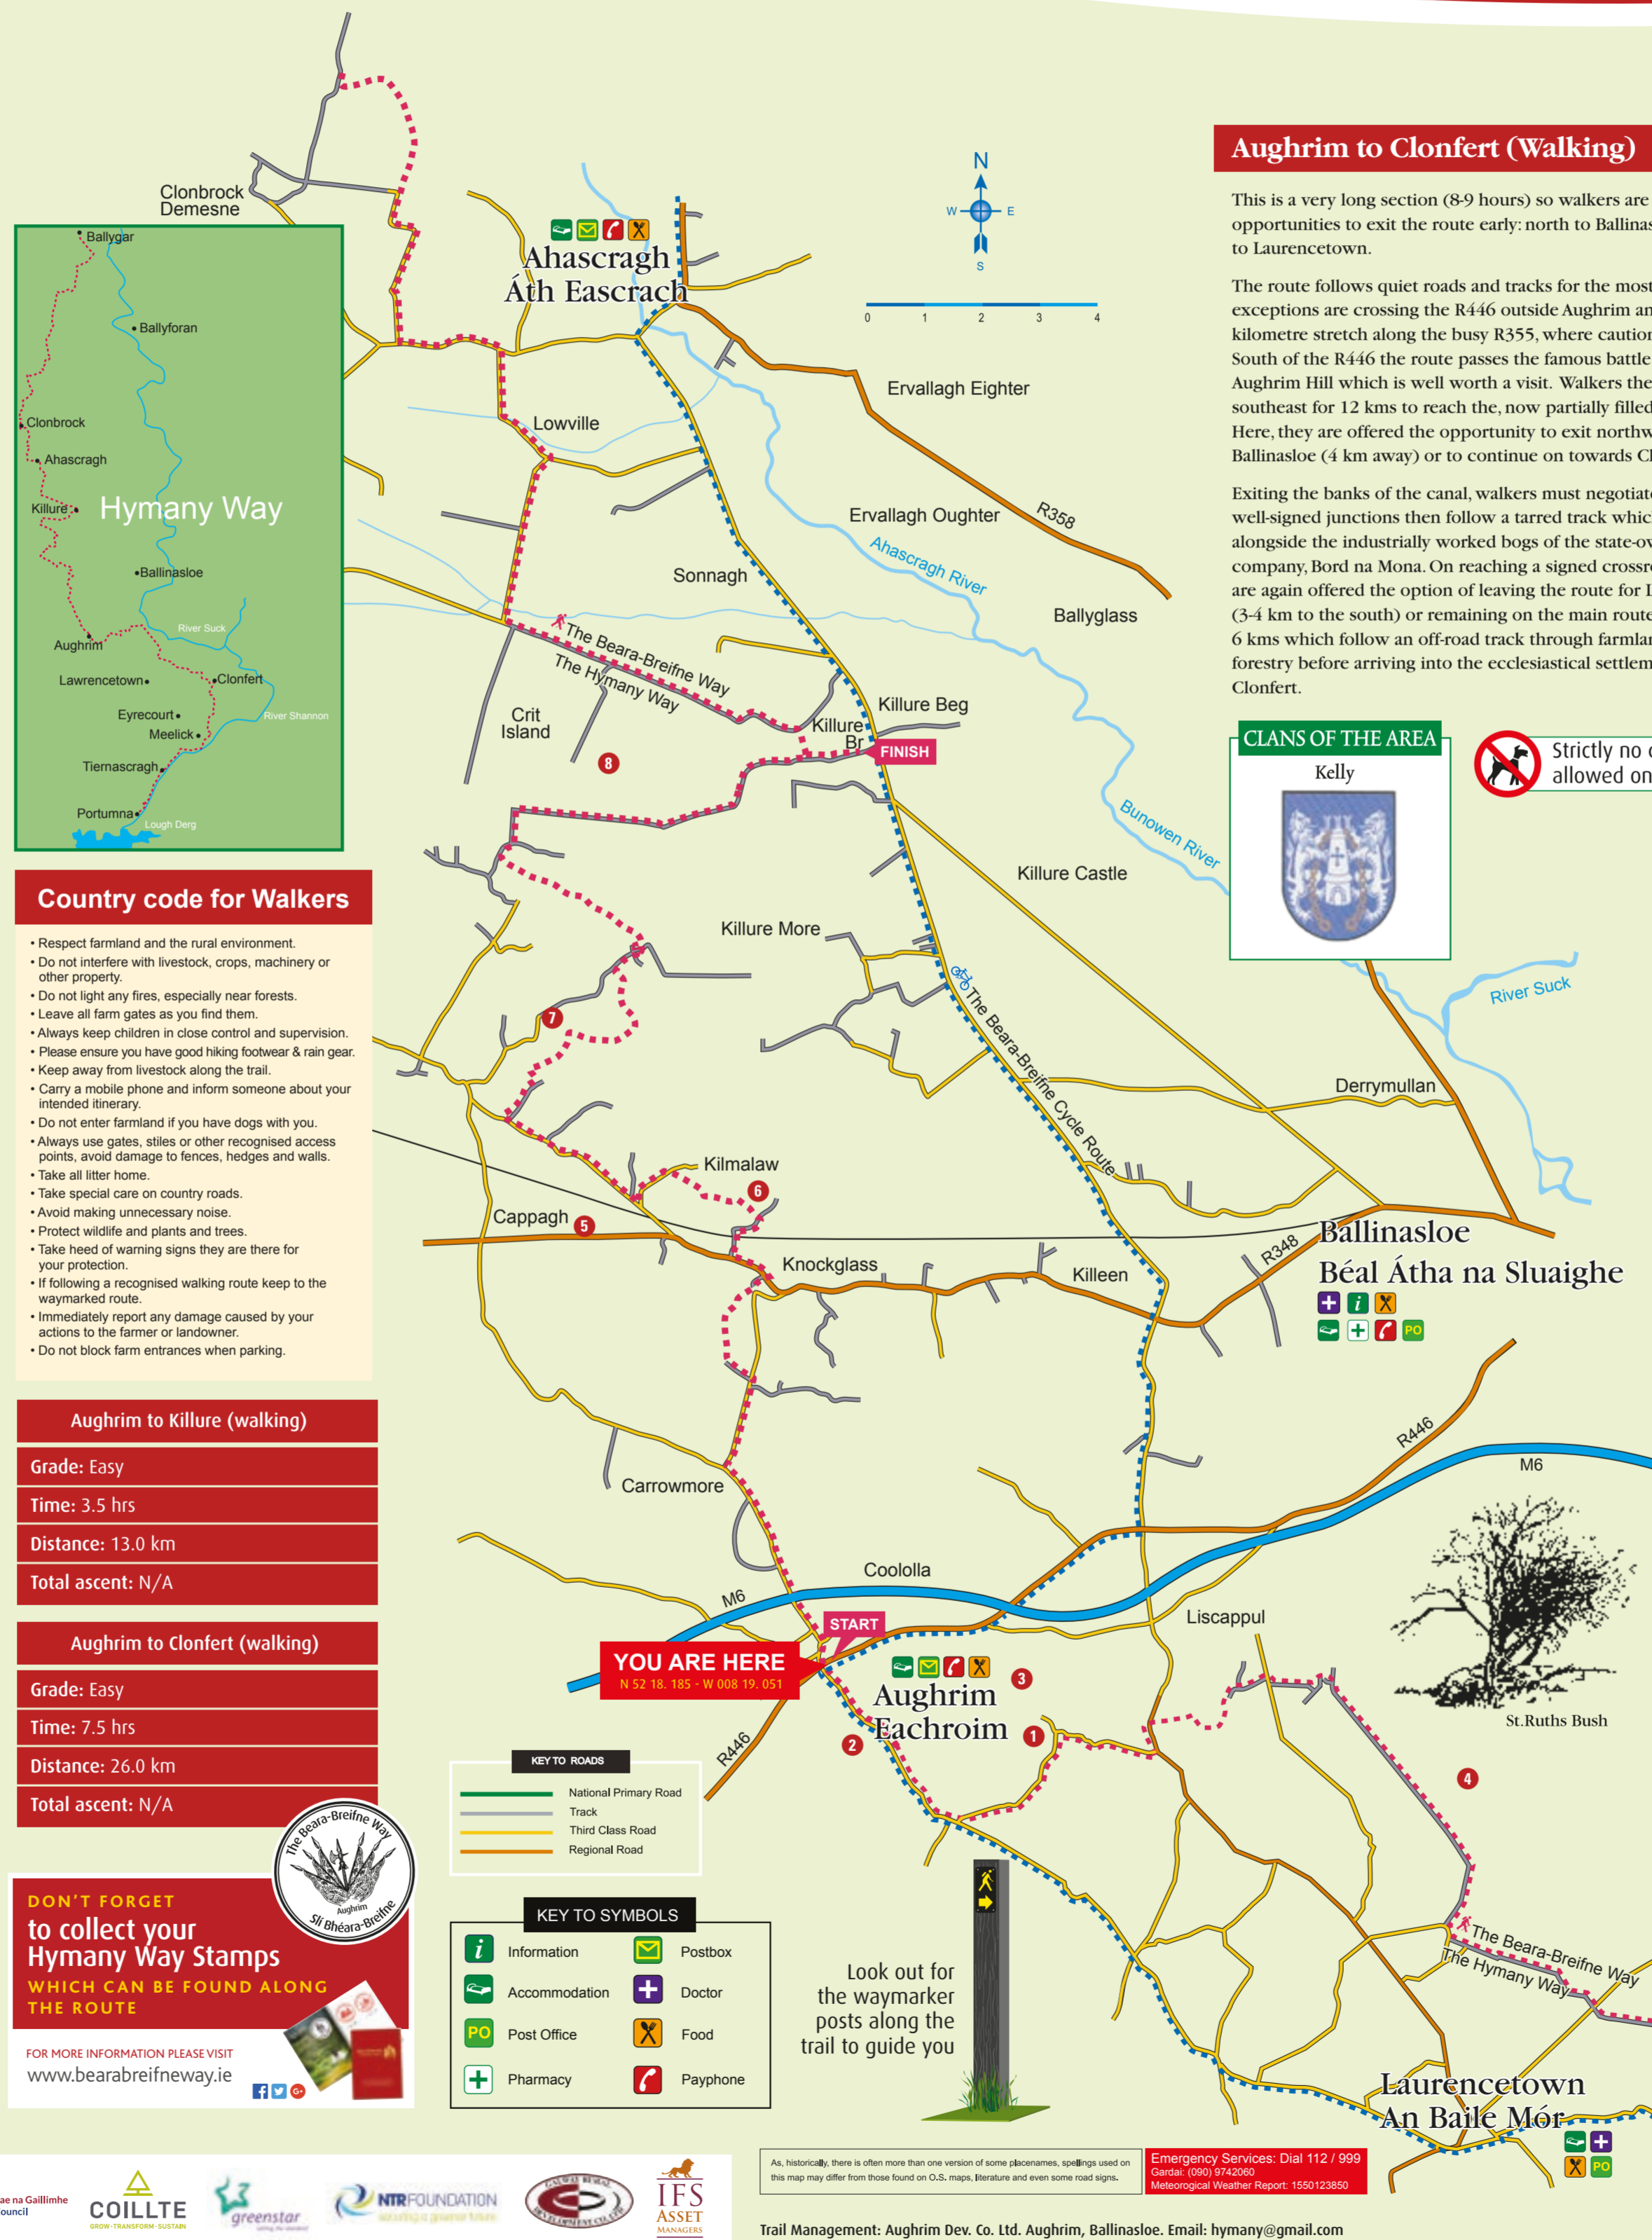 Clonbrock
Demesne
Ballygar
Ballyforan
Clonbrock
Ahascragh
Killure
Hymany Way
Ballinasloe
River Suck
Aughrim
Lawrencetown
Clonfert
Eyrecourt
River Shannon
Meelick
Tiernascragh
Portumna
Lough Derg
Ahascragh
Áth Eascrach
N
W
E
S
0 1 2 3 4
Ervallagh Eighter
Lowville
Ervallagh Oughter
R358
Ahascragh River
Sonnagh
Ballyglass
The Beara-Breifne Way
The Hymany Way
Crit
Island
Killure Beg
Killure
Br
FINISH
8
Bunowen River
Killure Castle
Killure More
The Beara-Breifne Cycle Route
7
River Suck
Derrymullan
Kilmalaw
6
Cappagh
5
Knockglass
Killeen
R348
Ballinasloe
Béal Átha na Sluaighe
PO
Carrowmore
R446
M6
Coololla
M6
Liscappul
START
YOU ARE HERE
N 52 18. 185 - W 008 19. 051
Aughrim
Eachroim
3
2
1
R446
4
St.Ruths Bush
The Beara-Breifne Way
The Hymany Way
Laurencetown
An Baile Mór
PO
Aughrim to Clonfert (Walking)
This is a very long section (8-9 hours) so walkers are
opportunities to exit the route early: north to Ballinas
to Laurencetown.
The route follows quiet roads and tracks for the most
exceptions are crossing the R446 outside Aughrim an
kilometre stretch along the busy R355, where caution
South of the R446 the route passes the famous battle
Aughrim Hill which is well worth a visit. Walkers the
southeast for 12 kms to reach the, now partially filled
Here, they are offered the opportunity to exit northw
Ballinasloe (4 km away) or to continue on towards Cl
Exiting the banks of the canal, walkers must negotiate
well-signed junctions then follow a tarred track which
alongside the industrially worked bogs of the state-ow
company, Bord na Mona. On reaching a signed crossro
are again offered the option of leaving the route for L
(3-4 km to the south) or remaining on the main route
6 kms which follow an off-road track through farmlan
forestry before arriving into the ecclesiastical settlem
Clonfert.
CLANS OF THE AREA
Kelly
Strictly no
allowed on
Country code for Walkers
• Respect farmland and the rural environment.
• Do not interfere with livestock, crops, machinery or
other property.
• Do not light any fires, especially near forests.
• Leave all farm gates as you find them.
• Always keep children in close control and supervision.
• Please ensure you have good hiking footwear & rain gear.
• Keep away from livestock along the trail.
• Carry a mobile phone and inform someone about your
intended itinerary.
• Do not enter farmland if you have dogs with you.
• Always use gates, stiles or other recognised access
points, avoid damage to fences, hedges and walls.
• Take all litter home.
• Take special care on country roads.
• Avoid making unnecessary noise.
• Protect wildlife and plants and trees.
• Take heed of warning signs they are there for
your protection.
• If following a recognised walking route keep to the
waymarked route.
• Immediately report any damage caused by your
actions to the farmer or landowner.
• Do not block farm entrances when parking.
Aughrim to Killure (walking)
Grade: Easy
Time: 3.5 hrs
Distance: 13.0 km
Total ascent: N/A
Aughrim to Clonfert (walking)
Grade: Easy
Time: 7.5 hrs
Distance: 26.0 km
Total ascent: N/A
The Beara-Breifne Way
Aughrim
Slí Bhéara-Breifne
DON'T FORGET
to collect your
Hymany Way Stamps
WHICH CAN BE FOUND ALONG
THE ROUTE
FOR MORE INFORMATION PLEASE VISIT
www.bearabreifneway.ie
KEY TO ROADS
National Primary Road
Track
Third Class Road
Regional Road
KEY TO SYMBOLS
Information
Postbox
Accommodation
Doctor
PO Post Office
Food
Pharmacy
Payphone
Look out for
the waymarker
posts along the
trail to guide you
As, historically, there is often more than one version of some placenames, spellings used on
this map may differ from those found on O.S. maps, literature and even some road signs.
Emergency Services: Dial 112 / 999
Gardai: (090) 9742060
Meteorological Weather Report: 1550123850
ae na Gaillimhe
ouncil
COILLTE
GROW·TRANSFORM·SUSTAIN
greenstar
NTR FOUNDATION
IFS
ASSET
MANAGERS
Trail Management: Aughrim Dev. Co. Ltd. Aughrim, Ballinasloe. Email: hymany@gmail.com